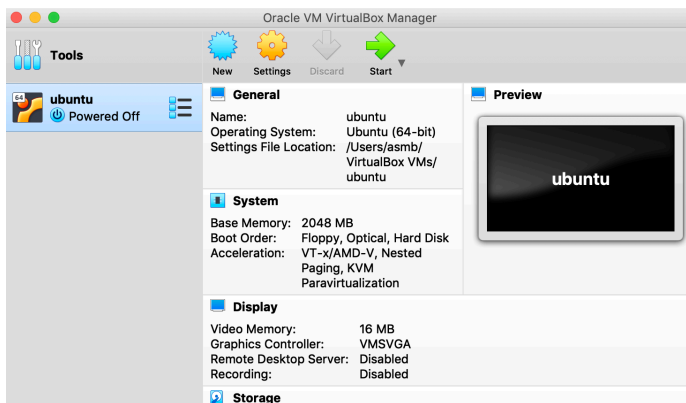 Oracle VM VirtualBox Manager
Tools
New Settings Discard Start
64
ubuntu
Powered Off
General
Name: ubuntu
Operating System: Ubuntu (64-bit)
Settings File Location: /Users/asmb/
VirtualBox VMs/
ubuntu
Preview
ubuntu
System
Base Memory: 2048 MB
Boot Order: Floppy, Optical, Hard Disk
Acceleration: VT-x/AMD-V, Nested
Paging, KVM
Paravirtualization
Display
Video Memory: 16 MB
Graphics Controller: VMSVGA
Remote Desktop Server: Disabled
Recording: Disabled
Storage